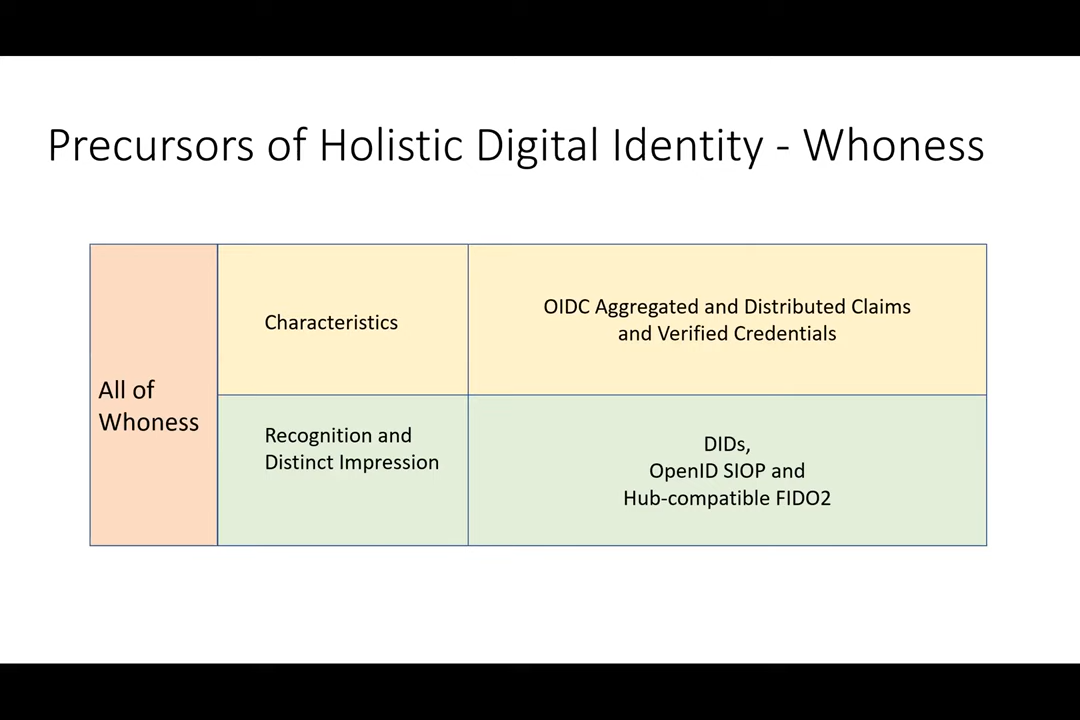 Precursors of Holistic Digital Identity - Whoness
All of
Whoness
Characteristics
OIDC Aggregated and Distributed Claims
and Verified Credentials
Recognition and
Distinct Impression
DIDs,
OpenID SIOP and
Hub-compatible FIDO2